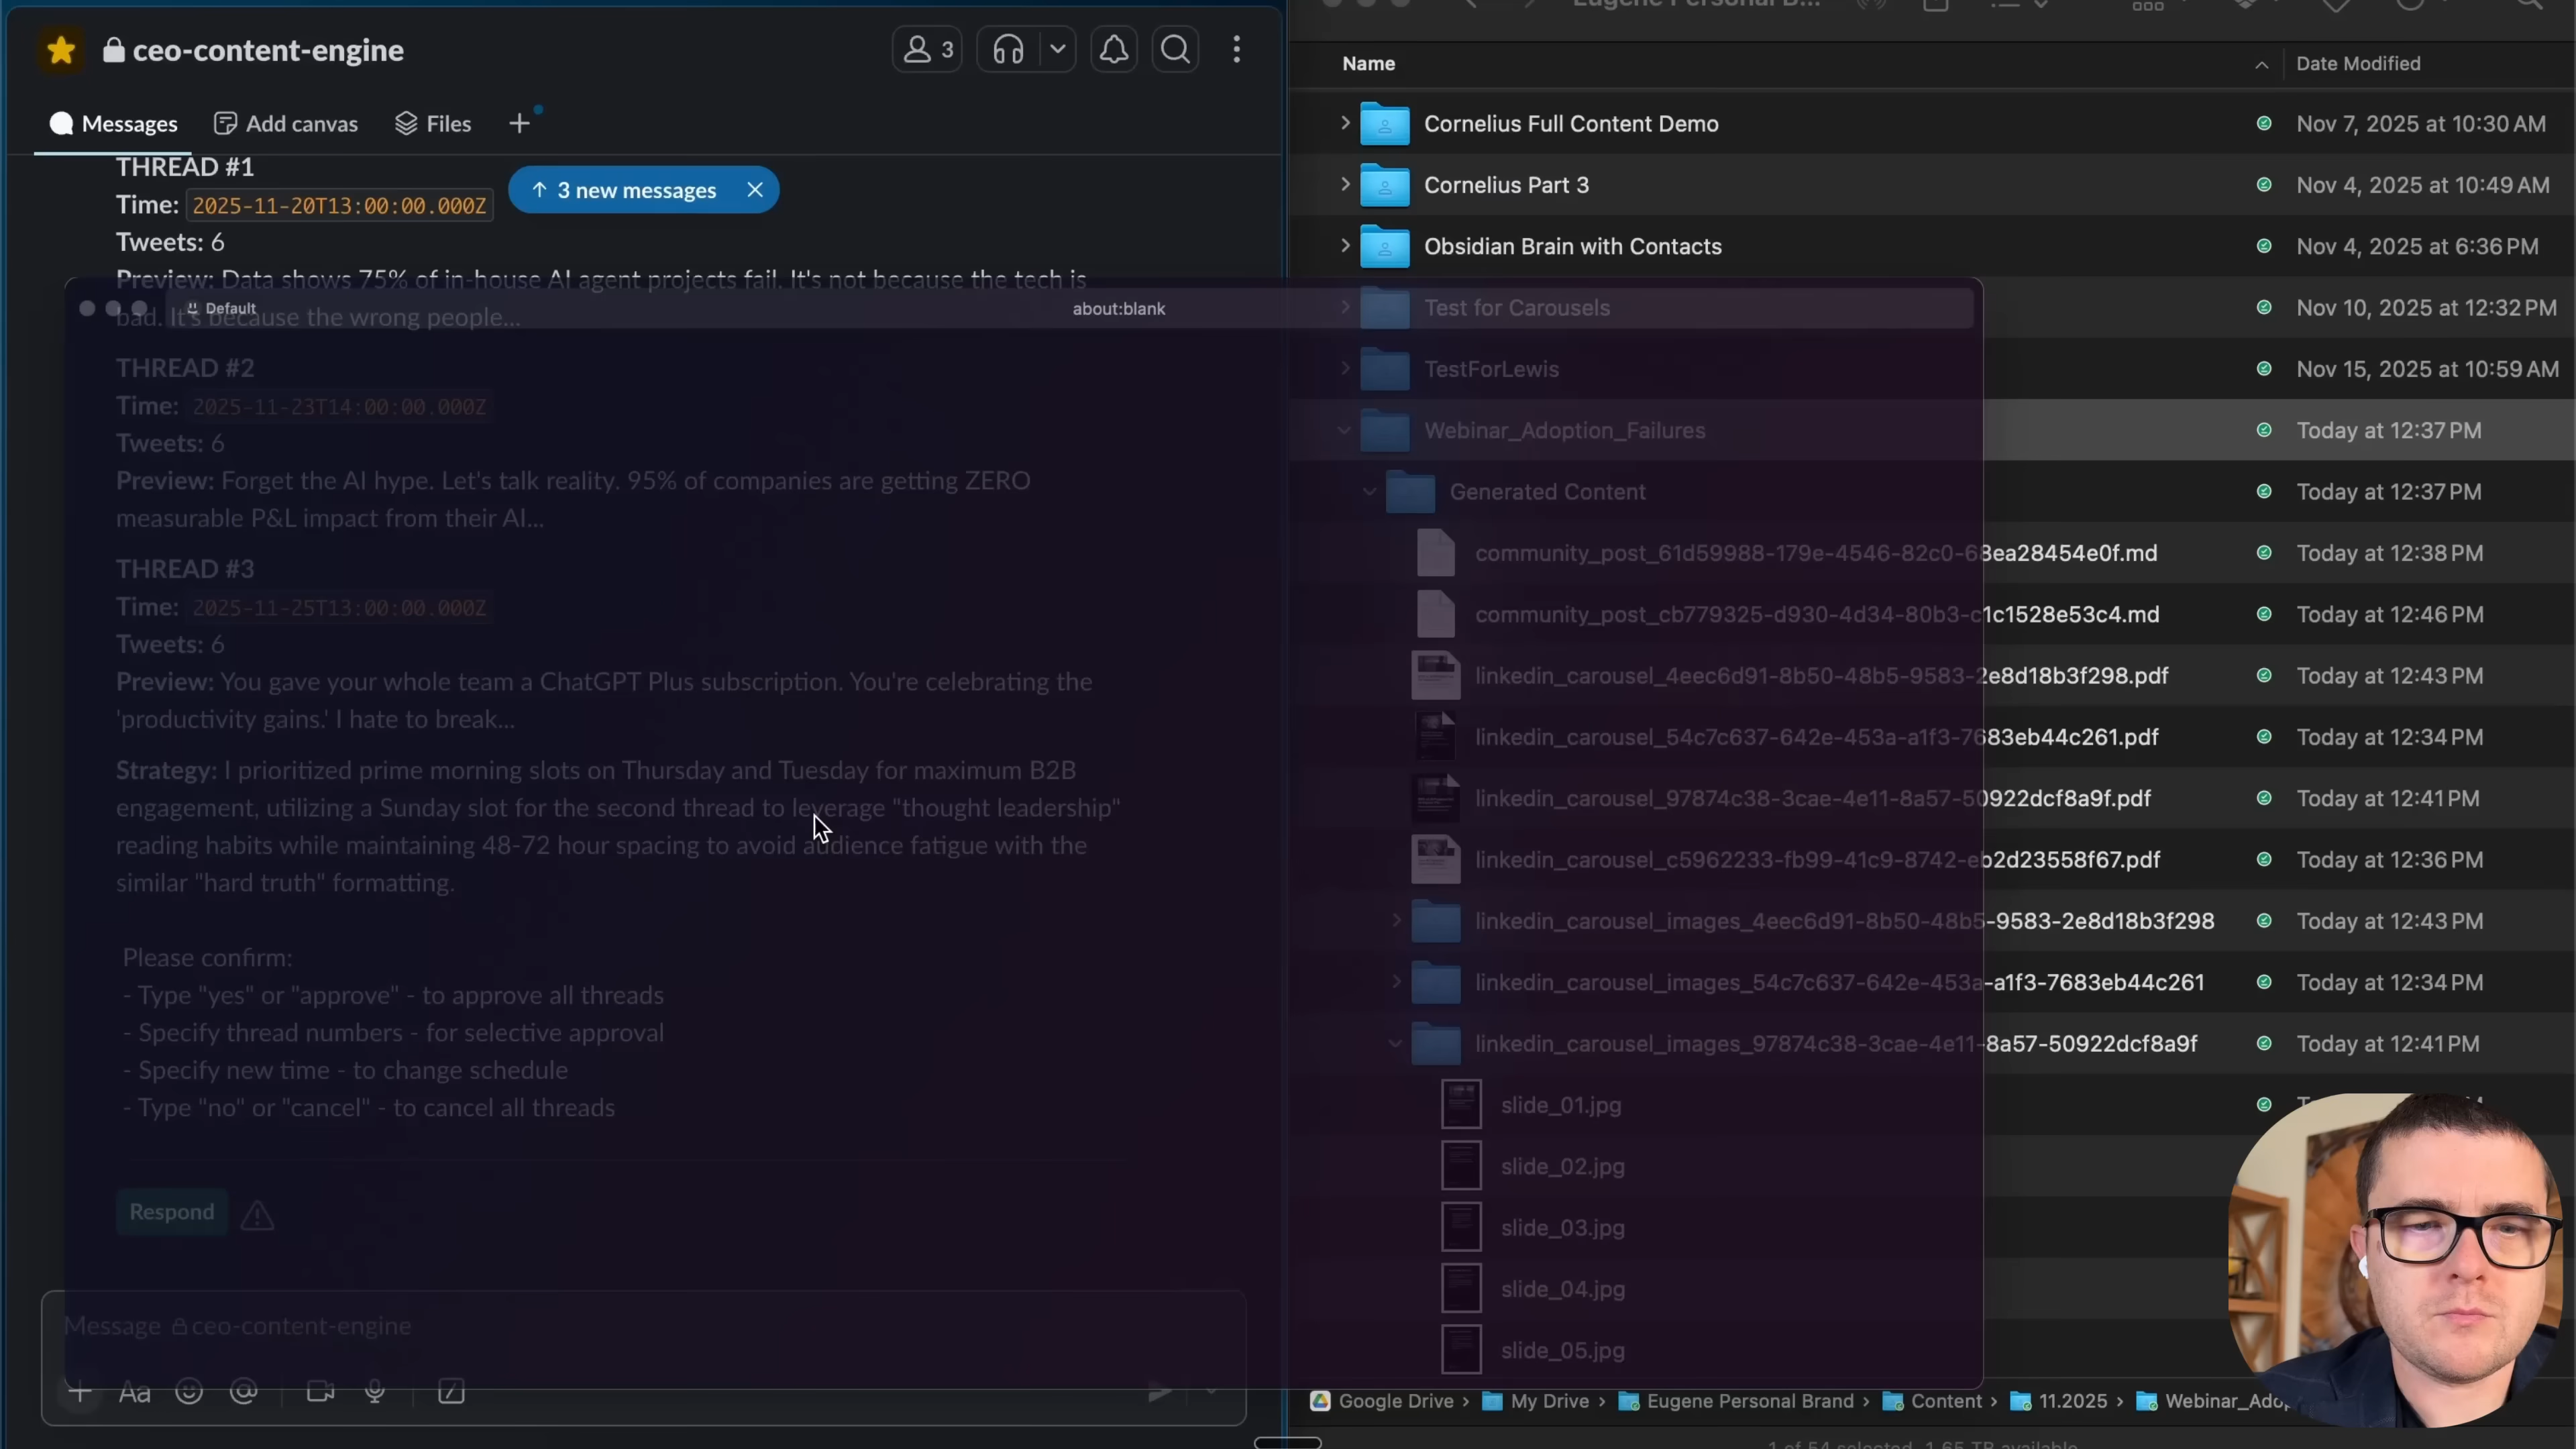 ceo-content-engine
3
Messages
Add canvas
Files
THREAD #1
Time: 2025-11-20T13:00:00.000Z
3 new messages
Tweets: 6
Preview: Data shows 75% of in-house AI agent projects fail. It's not because the tech is
bad. It's because the wrong people...
Default
about:blank
THREAD #2
Time: 2025-11-23T14:00:00.000Z
Tweets: 6
Preview: Forget the AI hype. Let's talk reality. 95% of companies are getting ZERO
measurable P&L impact from their AI...
THREAD #3
Time: 2025-11-25T13:00:00.000Z
Tweets: 6
Preview: You gave your whole team a ChatGPT Plus subscription. You're celebrating the
'productivity gains.' I hate to break...
Strategy: I prioritized prime morning slots on Thursday and Tuesday for maximum B2B
engagement, utilizing a Sunday slot for the second thread to leverage "thought leadership"
reading habits while maintaining 48-72 hour spacing to avoid audience fatigue with the
similar "hard truth" formatting.
Please confirm:
- Type "yes" or "approve" - to approve all threads
- Specify thread numbers - for selective approval
- Specify new time - to change schedule
- Type "no" or "cancel" - to cancel all threads
Respond
Message ceo-content-engine
Aa
Eugene Personal B...
Name
Date Modified
Cornelius Full Content Demo
Nov 7, 2025 at 10:30 AM
Cornelius Part 3
Nov 4, 2025 at 10:49 AM
Obsidian Brain with Contacts
Nov 4, 2025 at 6:36 PM
Test for Carousels
Nov 10, 2025 at 12:32 PM
TestForLewis
Nov 15, 2025 at 10:59 AM
Webinar_Adoption_Failures
Today at 12:37 PM
Generated Content
Today at 12:37 PM
community_post_61d59988-179e-4546-82c0-63ea28454e0f.md
Today at 12:38 PM
community_post_cb779325-d930-4d34-80b3-c1c1528e53c4.md
Today at 12:46 PM
linkedin_carousel_4eec6d91-8b50-48b5-9583-2e8d18b3f298.pdf
Today at 12:43 PM
linkedin_carousel_54c7c637-642e-453a-a1f3-7683eb44c261.pdf
Today at 12:34 PM
linkedin_carousel_97874c38-3cae-4e11-8a57-50922dcf8a9f.pdf
Today at 12:41 PM
linkedin_carousel_c5962233-fb99-41c9-8742-eb2d23558f67.pdf
Today at 12:36 PM
linkedin_carousel_images_4eec6d91-8b50-48b5-9583-2e8d18b3f298
Today at 12:43 PM
linkedin_carousel_images_54c7c637-642e-453a-a1f3-7683eb44c261
Today at 12:34 PM
linkedin_carousel_images_97874c38-3cae-4e11-8a57-50922dcf8a9f
Today at 12:41 PM
slide_01.jpg
slide_02.jpg
slide_03.jpg
slide_04.jpg
slide_05.jpg
Google Drive › My Drive › Eugene Personal Brand › Content › 11.2025 ›
1 of 54 selected, 1.65 TB available